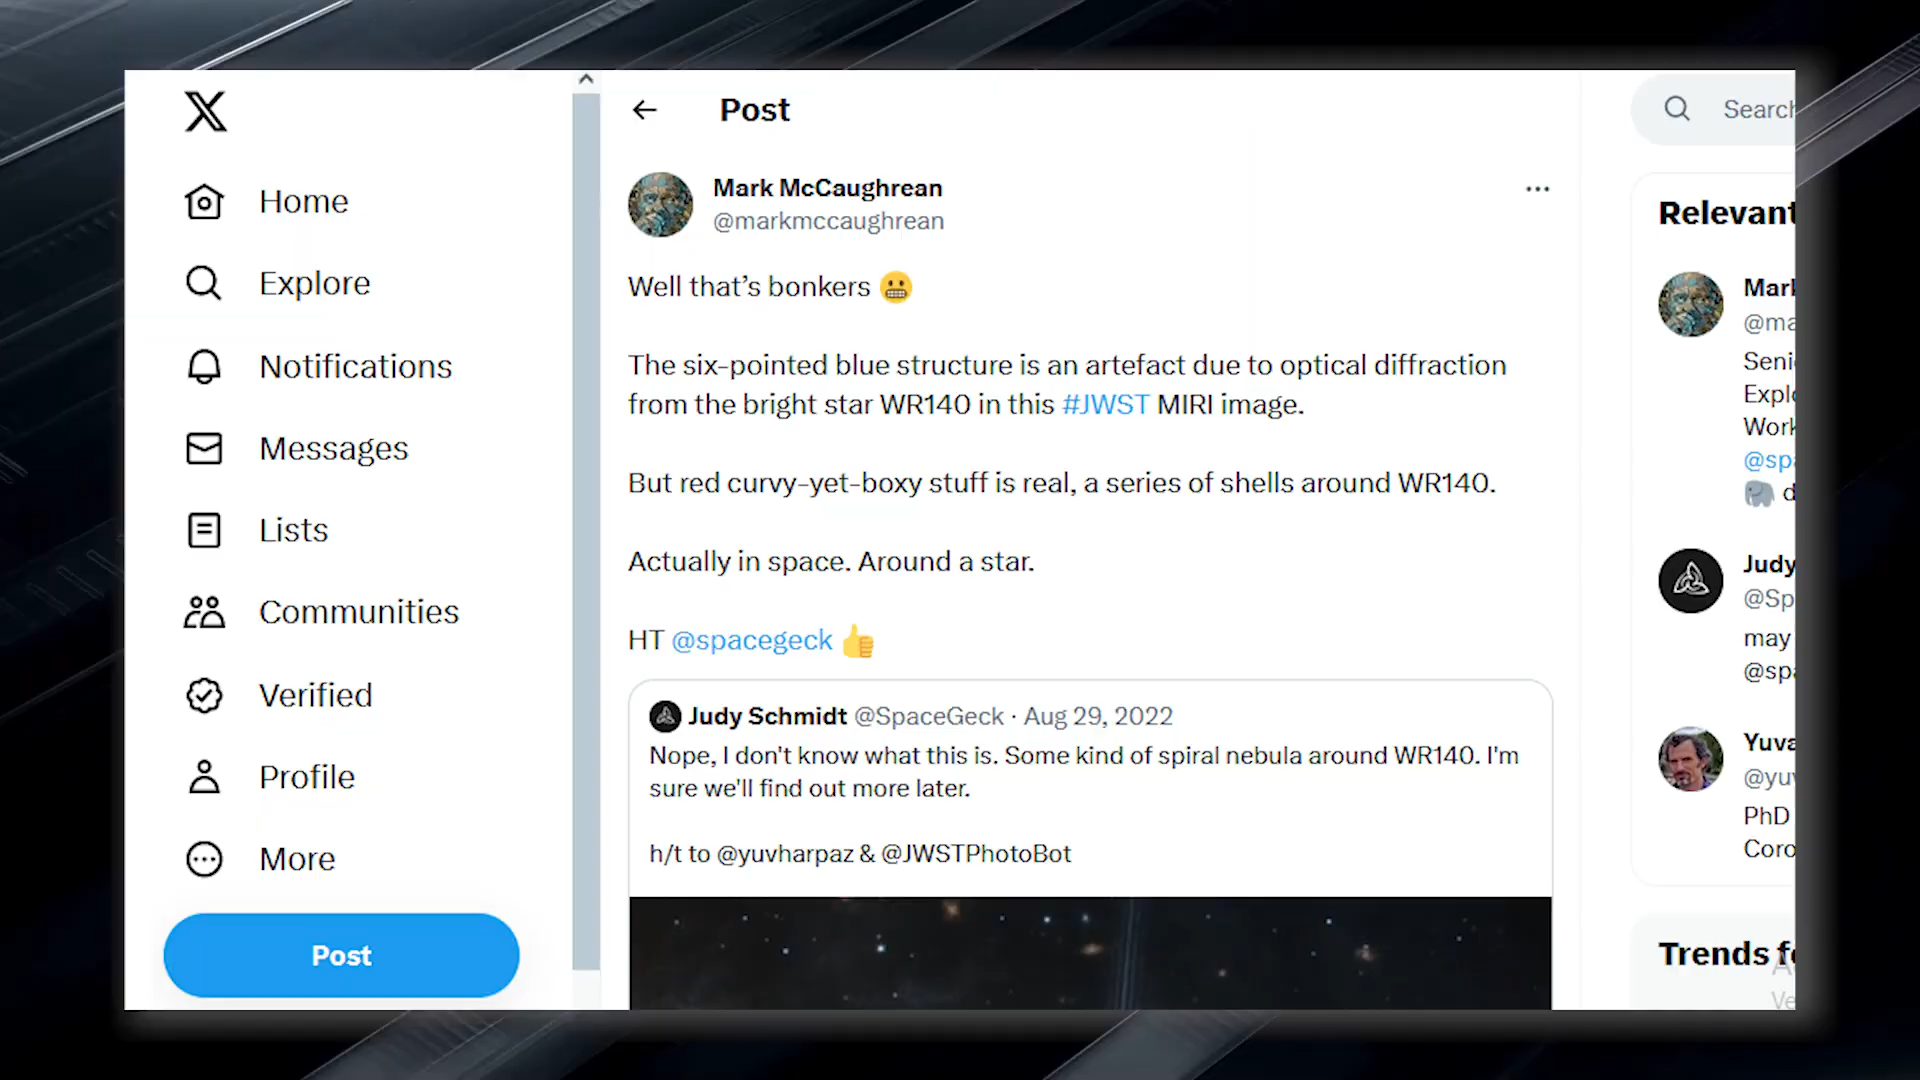 Home
Explore
Notifications
Messages
Lists
Communities
Verified
Profile
More
Post
Post
Mark McCaughrean
@markmccaughrean
Well that’s bonkers 😬
The six-pointed blue structure is an artefact due to optical diffraction
from the bright star WR140 in this #JWST MIRI image.
But red curvy-yet-boxy stuff is real, a series of shells around WR140.
Actually in space. Around a star.
HT @spacegeck 👍
Judy Schmidt @SpaceGeck · Aug 29, 2022
Nope, I don't know what this is. Some kind of spiral nebula around WR140. I'm
sure we'll find out more later.
h/t to @yuvharpaz & @JWSTPhotoBot
Search
Relevant
Mark
@ma
Seni
Explo
Work
@spa
🐘 d
Judy
@Sp
may
@spa
Yuva
@yuv
PhD
Coro
Trends fo